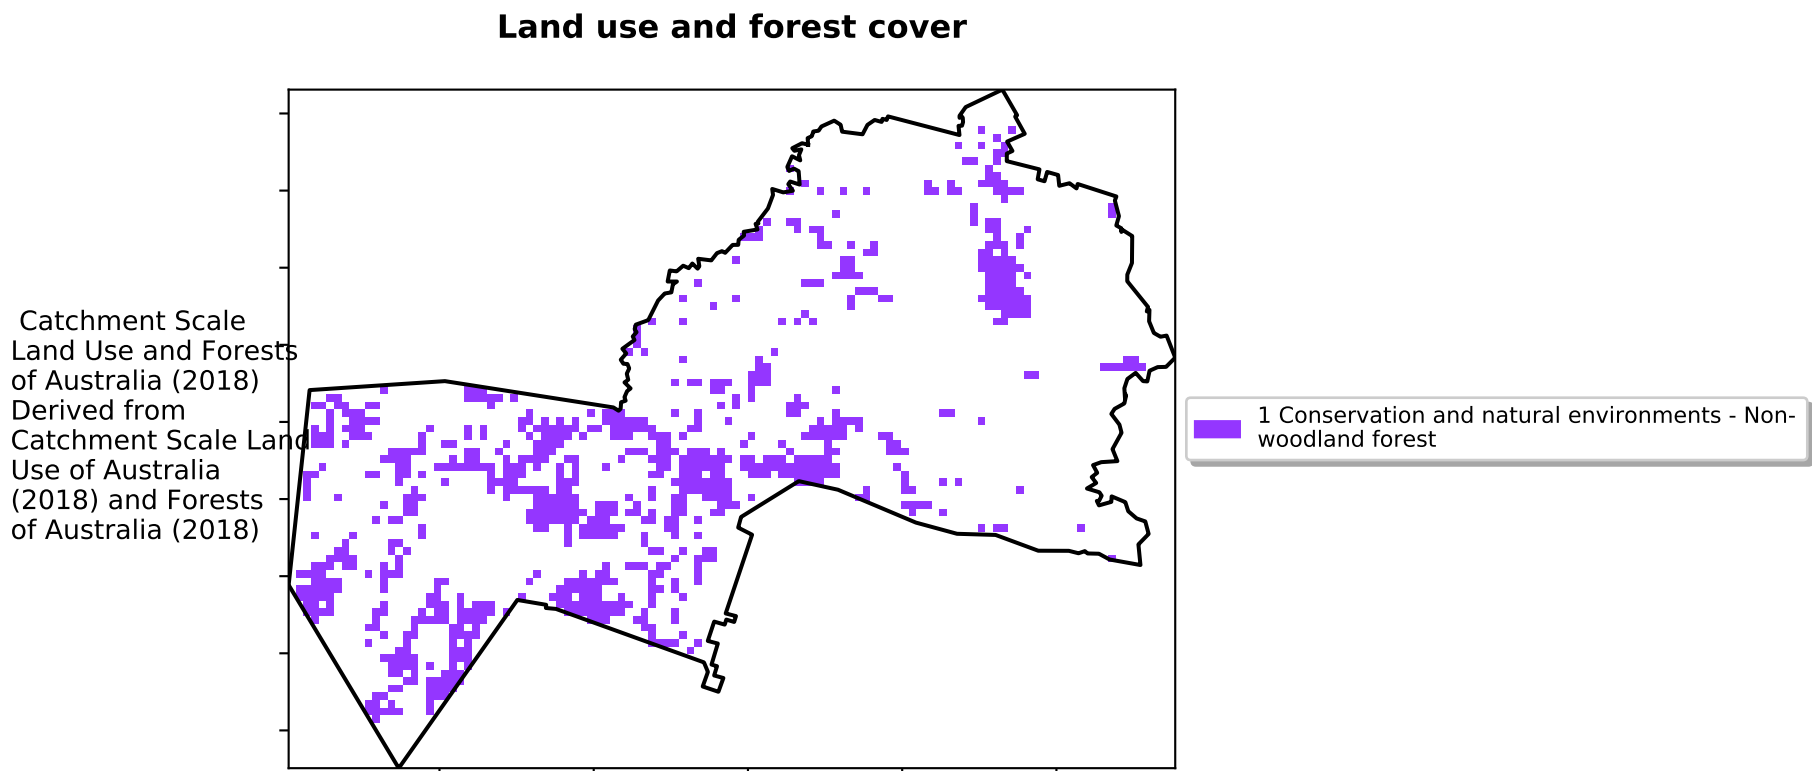 Land use and forest cover
Catchment Scale
Land Use and Forests
of Australia (2018)
Derived from
Catchment Scale Land
Use of Australia
(2018) and Forests
of Australia (2018)
1 Conservation and natural environments - Non-
woodland forest